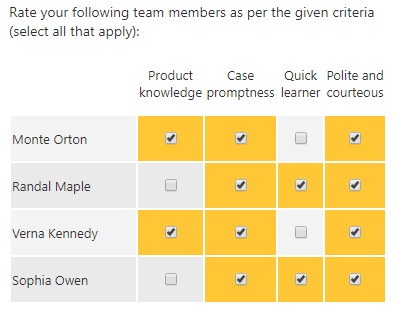 Rate your following team members as per the given criteria
(select all that apply):
Product Case Quick Polite and
knowledge promptness learner courteous
Monte Orton
Randal Maple
Verna Kennedy
Sophia Owen